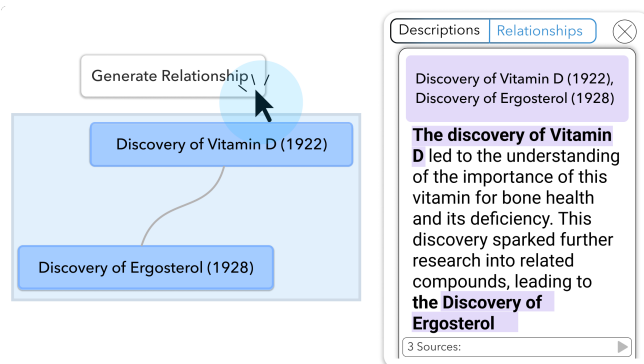 Generate Relationship
Discovery of Vitamin D (1922)
Discovery of Ergosterol (1928)
Descriptions
Relationships
Discovery of Vitamin D (1922),
Discovery of Ergosterol (1928)
The discovery of Vitamin
D led to the understanding
of the importance of this
vitamin for bone health
and its deficiency. This
discovery sparked further
research into related
compounds, leading to
the Discovery of
Ergosterol
3 Sources: